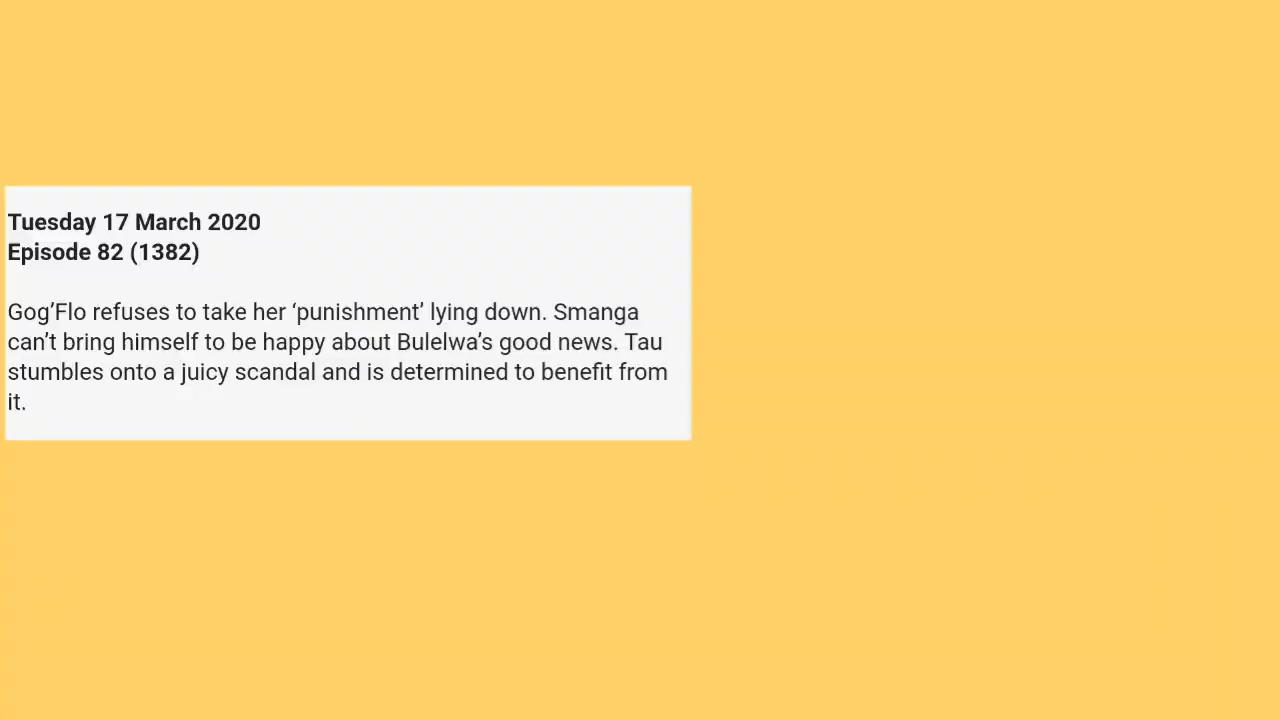 Tuesday 17 March 2020
Episode 82 (1382)
Gog’Flo refuses to take her ‘punishment’ lying down. Smanga
can’t bring himself to be happy about Bulelwa’s good news. Tau
stumbles onto a juicy scandal and is determined to benefit from
it.